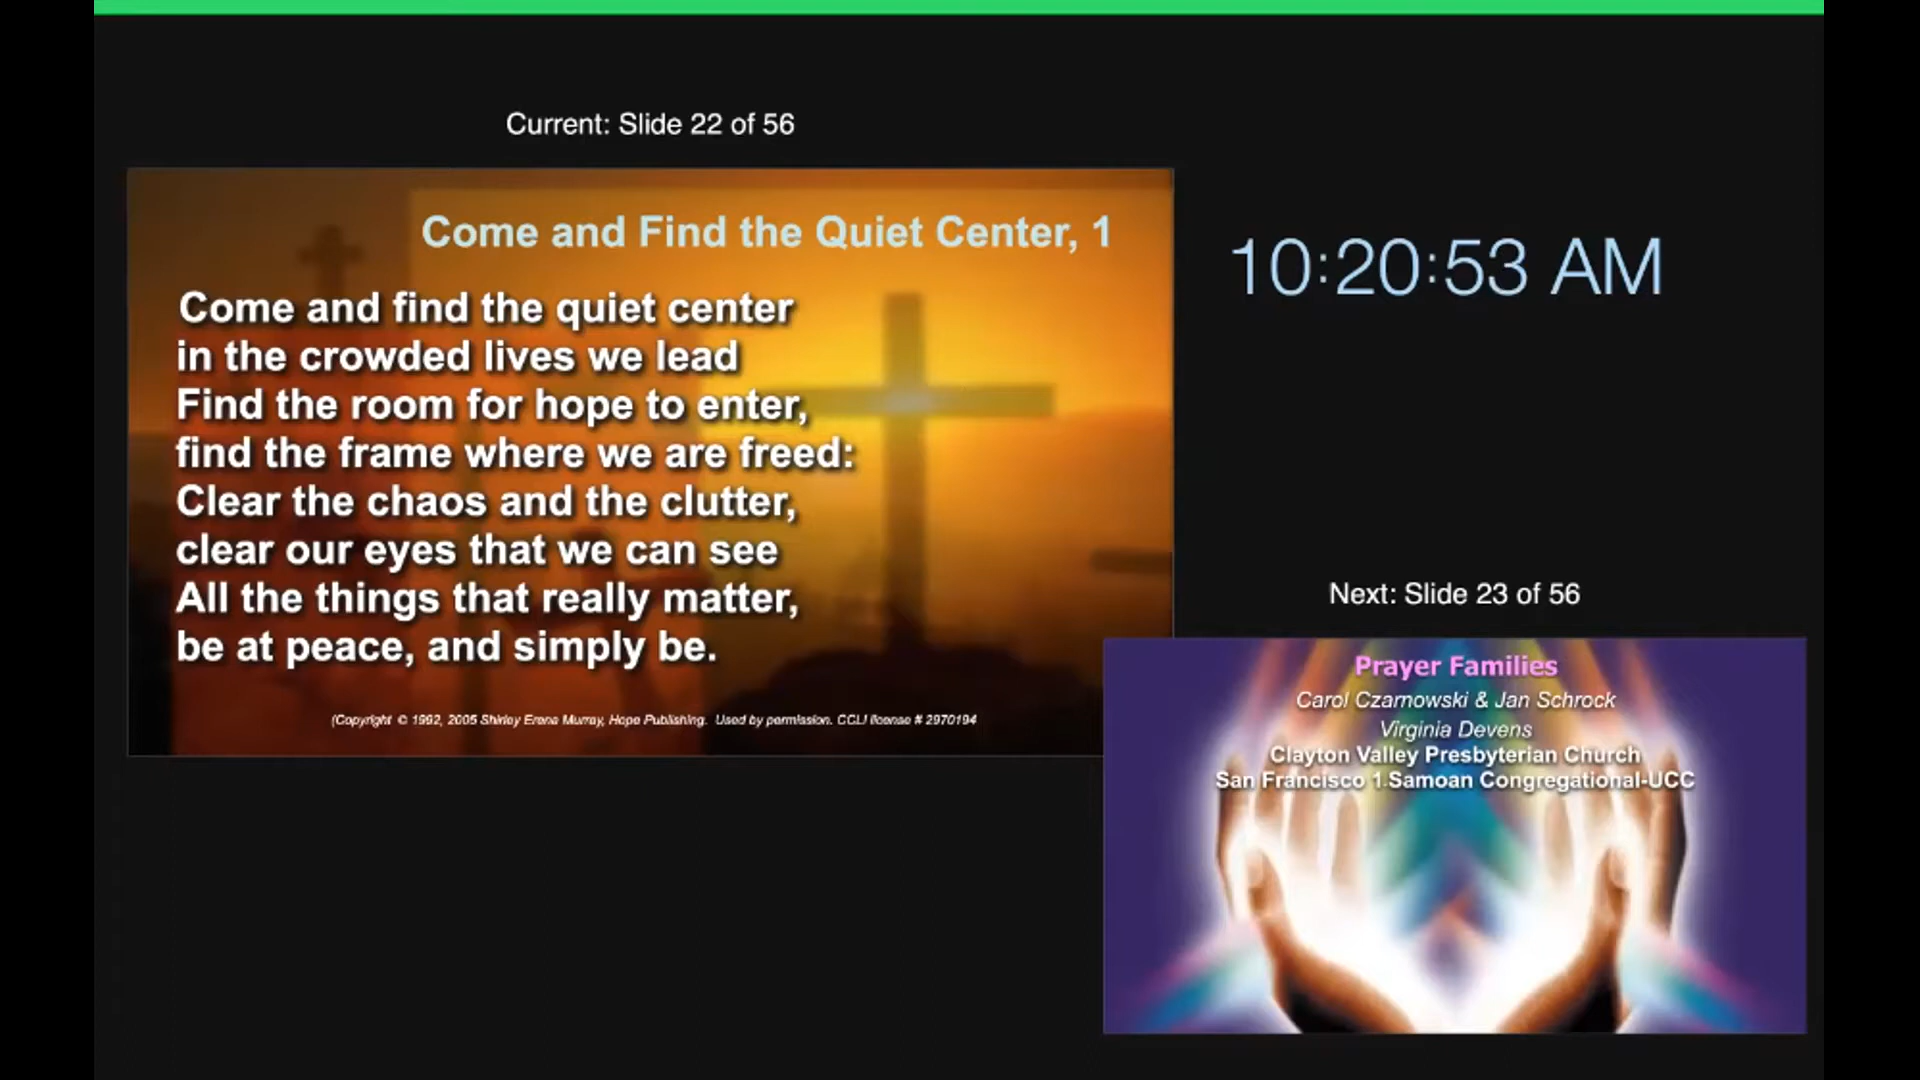 Current: Slide 22 of 56
Come and Find the Quiet Center, 1
Come and find the quiet center
in the crowded lives we lead
Find the room for hope to enter,
find the frame where we are freed:
Clear the chaos and the clutter,
clear our eyes that we can see
All the things that really matter,
be at peace, and simply be.
(Copyright © 1992, 2005 Shirley Erena Murray, Hope Publishing. Used by permission. CCLI license # 2970194
10:20:53 AM
Next: Slide 23 of 56
Prayer Families
Carol Czarnowski & Jan Schrock
Virginia Devens
Clayton Valley Presbyterian Church
San Francisco 1 Samoan Congregational-UCC